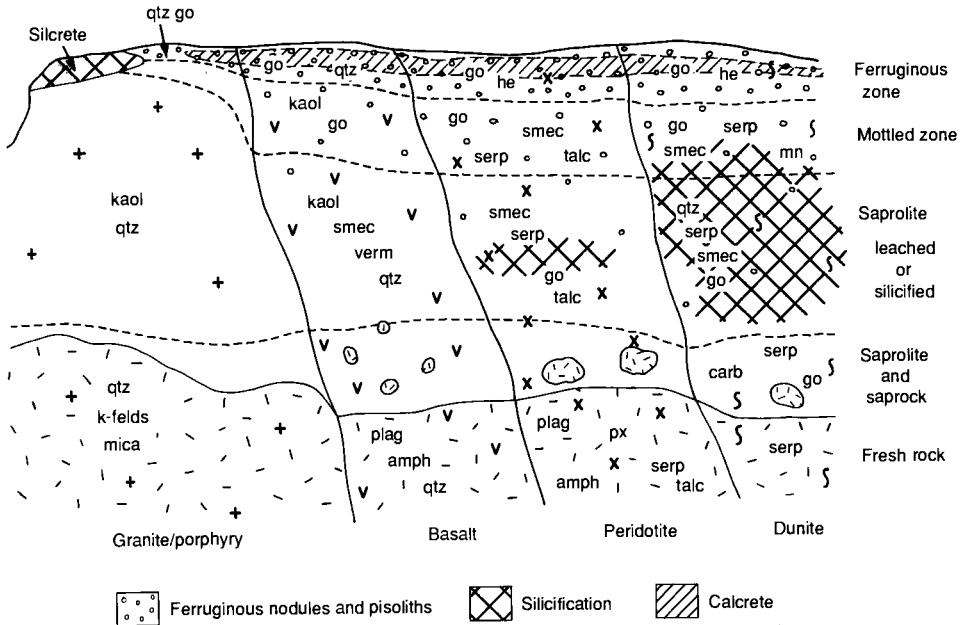 qtz go
Silcrete
go
qtz
go
he
go
he
Ferruginous
zone
kaol
go
go
smec
serp
talc
go
serp
smec
mn
Mottled zone
kaol
qtz
kaol
smec
verm
qtz
smec
serp
go
talc
qtz
serp
smec
go
Saprolite
leached or
silicified
serp
carb
go
Saprolite
and
saprock
qtz
k-felds
mica
plag
amph
qtz
plag
px
amph
serp
talc
serp
Fresh rock
Granite/porphyry
Basalt
Peridotite
Dunite
Ferruginous nodules and pisoliths
Silicification
Calcrete